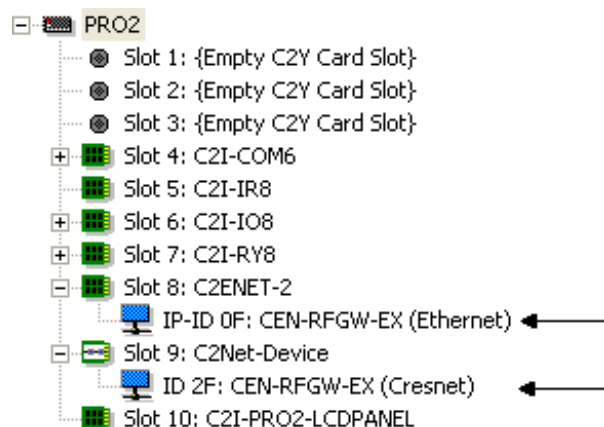 PRO2
Slot 1: {Empty C2Y Card Slot}
Slot 2: {Empty C2Y Card Slot}
Slot 3: {Empty C2Y Card Slot}
Slot 4: C2I-COM6
Slot 5: C2I-IR8
Slot 6: C2I-IO8
Slot 7: C2I-RY8
Slot 8: C2ENET-2
IP-ID 0F: CEN-RFGW-EX (Ethernet)
Slot 9: C2Net-Device
ID 2F: CEN-RFGW-EX (Cresnet)
Slot 10: C2I-PRO2-LCDPANEL